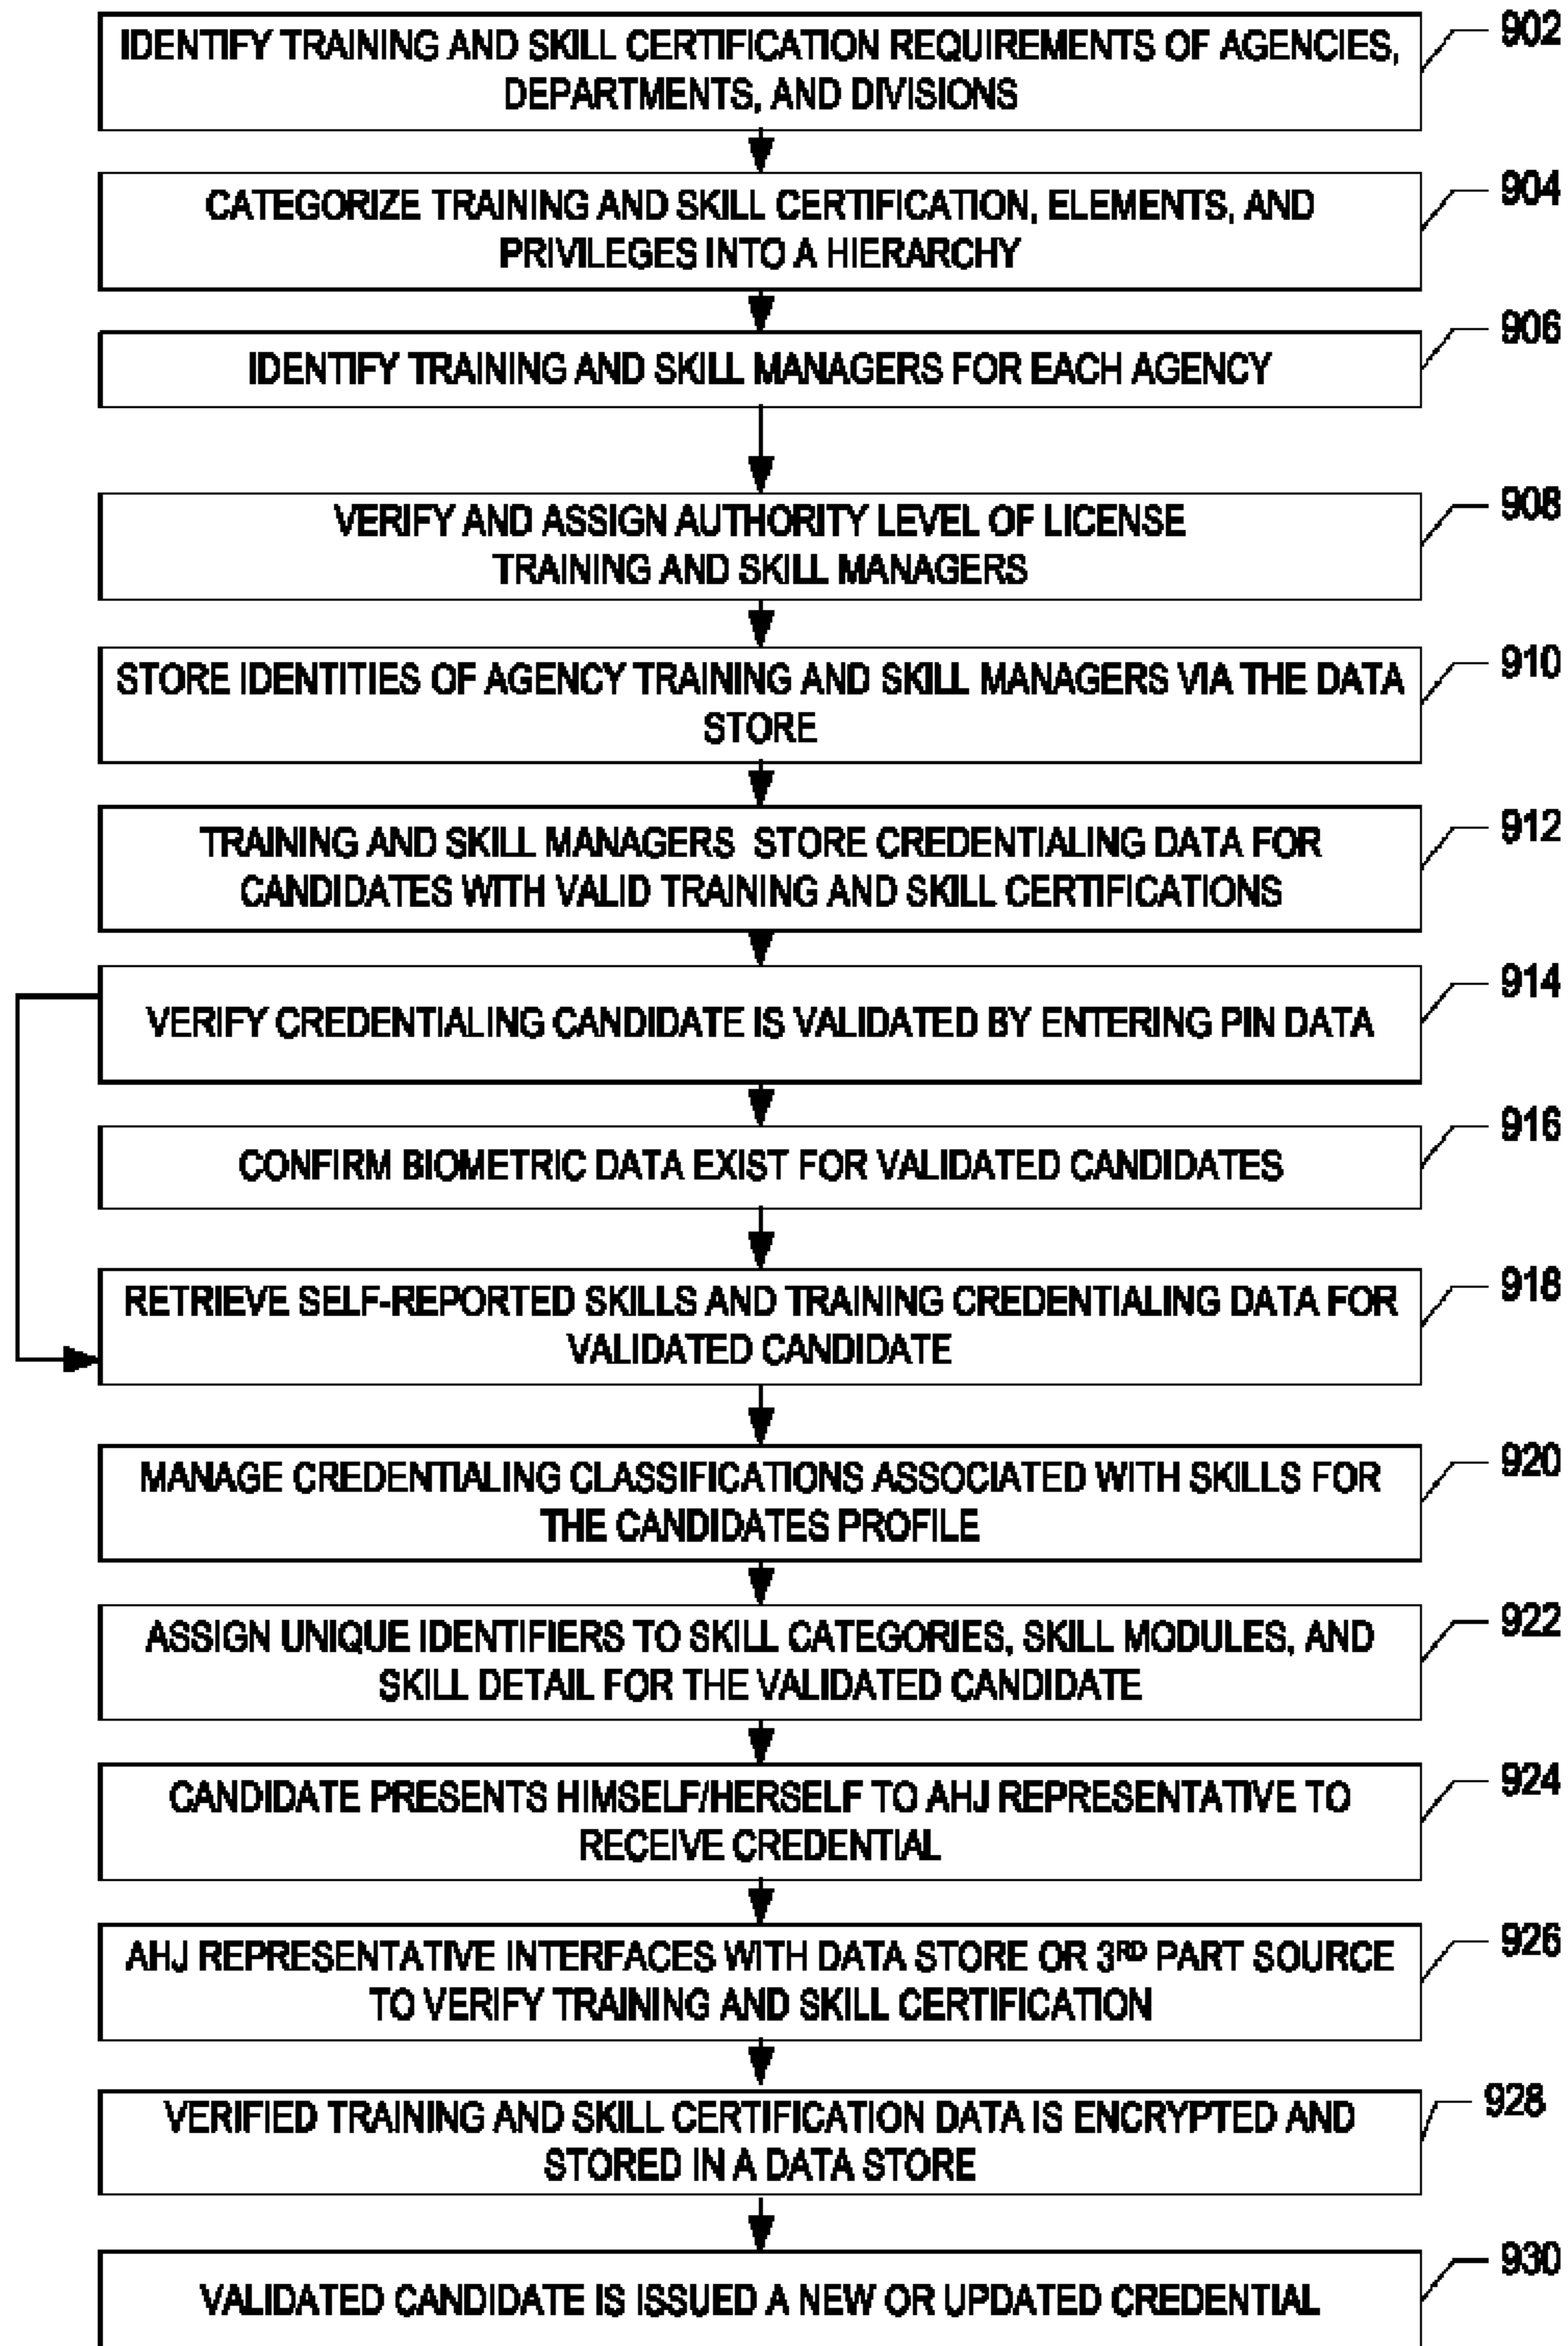 IDENTIFY TRAINING AND SKILL CERTIFICATION REQUIREMENTS OF AGENCIES,
DEPARTMENTS, AND DIVISIONS
902
CATEGORIZE TRAINING AND SKILL CERTIFICATION, ELEMENTS, AND
PRIVILEGES INTO A HIERARCHY
904
IDENTIFY TRAINING AND SKILL MANAGERS FOR EACH AGENCY
906
VERIFY AND ASSIGN AUTHORITY LEVEL OF LICENSE
TRAINING AND SKILL MANAGERS
908
STORE IDENTITIES OF AGENCY TRAINING AND SKILL MANAGERS VIA THE DATA
STORE
910
TRAINING AND SKILL MANAGERS STORE CREDENTIALING DATA FOR
CANDIDATES WITH VALID TRAINING AND SKILL CERTIFICATIONS
912
VERIFY CREDENTIALING CANDIDATE IS VALIDATED BY ENTERING PIN DATA
914
CONFIRM BIOMETRIC DATA EXIST FOR VALIDATED CANDIDATES
916
RETRIEVE SELF-REPORTED SKILLS AND TRAINING CREDENTIALING DATA FOR
VALIDATED CANDIDATE
918
MANAGE CREDENTIALING CLASSIFICATIONS ASSOCIATED WITH SKILLS FOR
THE CANDIDATES PROFILE
920
ASSIGN UNIQUE IDENTIFIERS TO SKILL CATEGORIES, SKILL MODULES, AND
SKILL DETAIL FOR THE VALIDATED CANDIDATE
922
CANDIDATE PRESENTS HIMSELF/HERSELF TO AHJ REPRESENTATIVE TO
RECEIVE CREDENTIAL
924
AHJ REPRESENTATIVE INTERFACES WITH DATA STORE OR 3RD PART SOURCE
TO VERIFY TRAINING AND SKILL CERTIFICATION
926
VERIFIED TRAINING AND SKILL CERTIFICATION DATA IS ENCRYPTED AND
STORED IN A DATA STORE
928
VALIDATED CANDIDATE IS ISSUED A NEW OR UPDATED CREDENTIAL
930